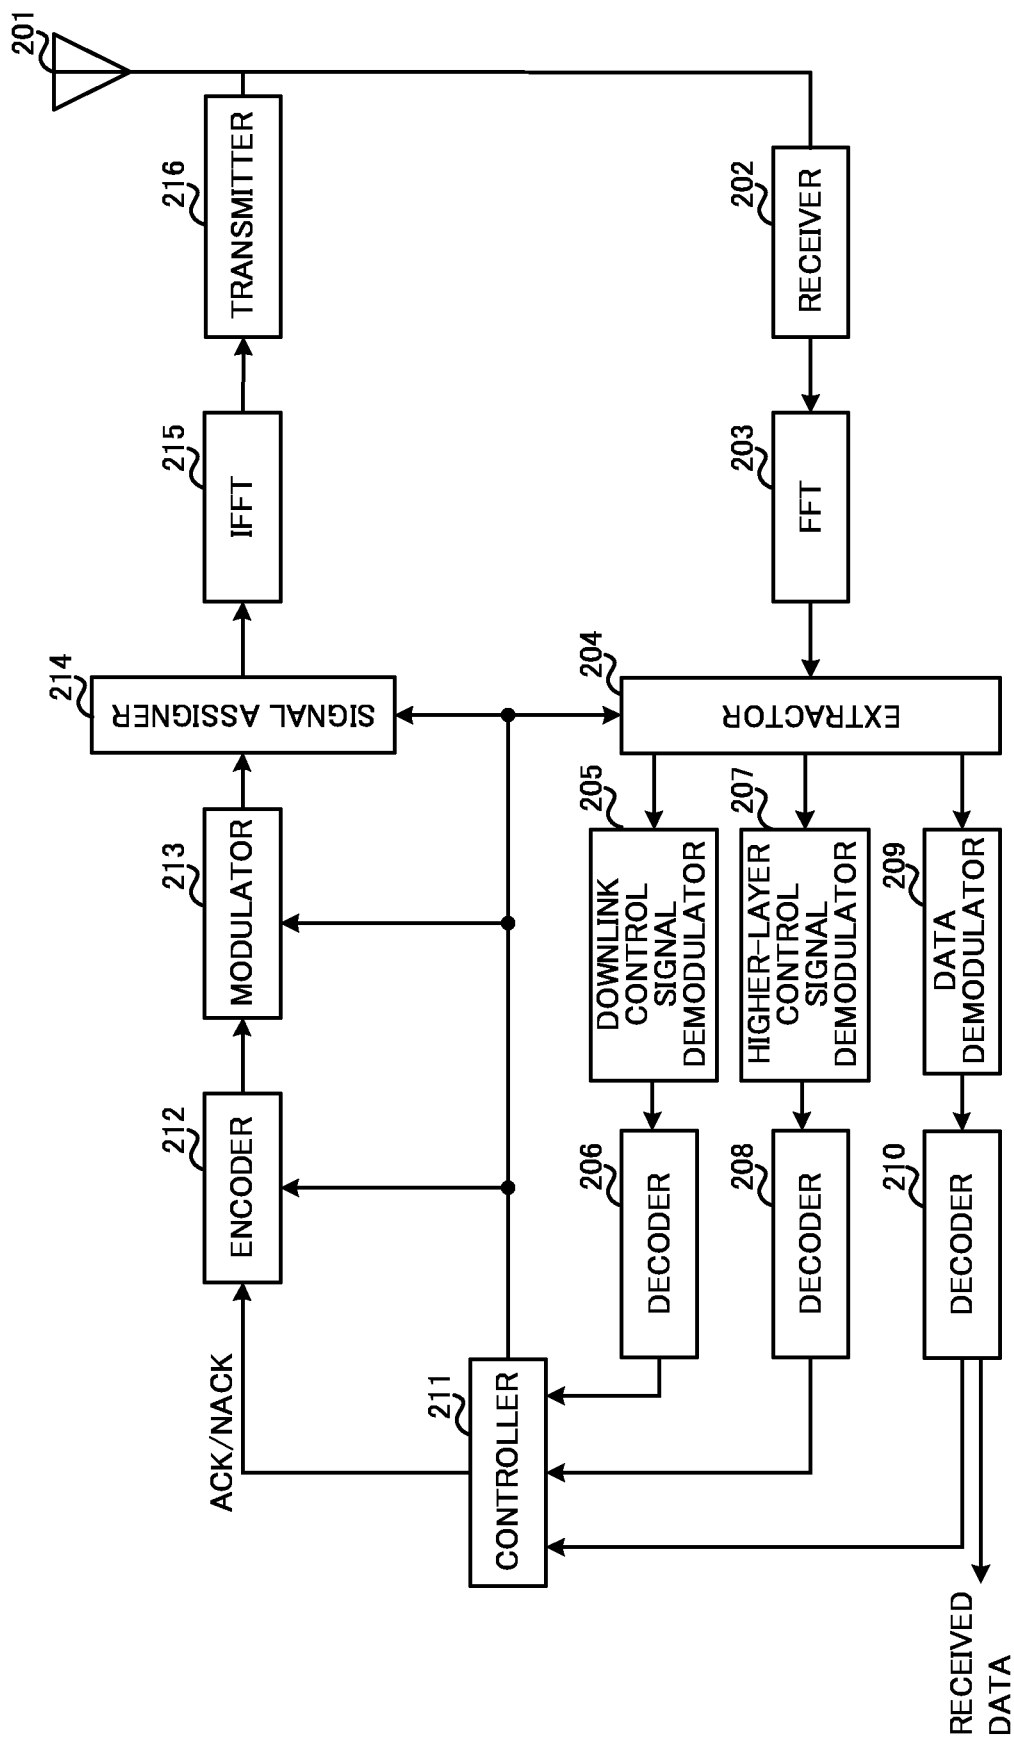 201
216
TRANSMITTER
202
RECEIVER
215
IFFT
203
FFT
214
SIGNAL ASSIGNER
204
EXTRACTOR
213
MODULATOR
205
DOWNLINK
CONTROL
SIGNAL
DEMODULATOR
207
HIGHER-LAYER
CONTROL
SIGNAL
DEMODULATOR
209
DATA
DEMODULATOR
212
ENCODER
206
DECODER
208
DECODER
210
DECODER
ACK/NACK
211
CONTROLLER
RECEIVED
DATA